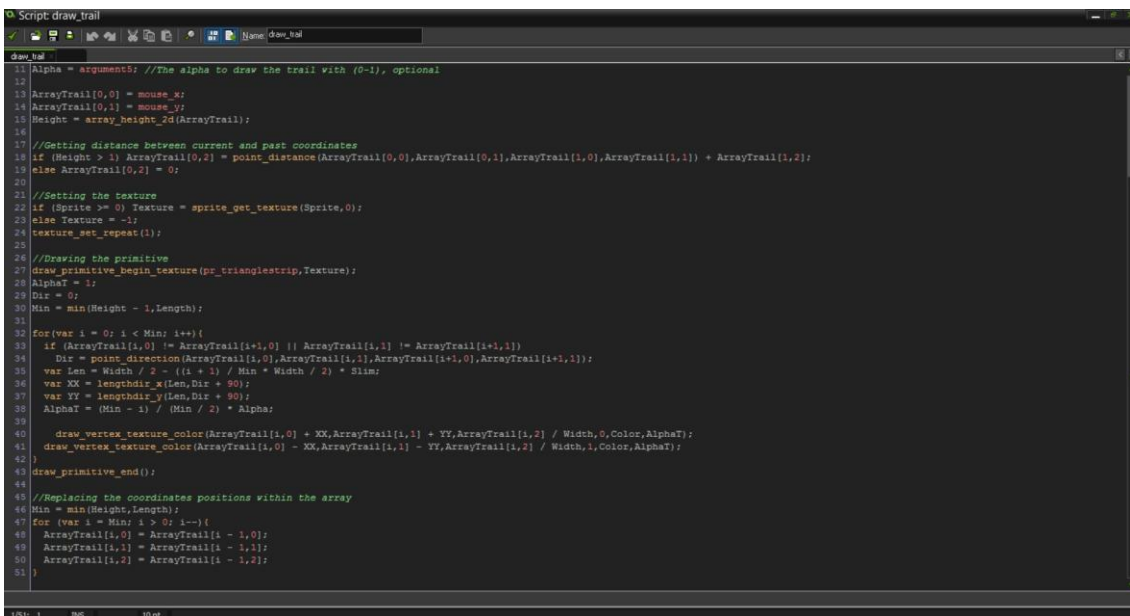 Script: draw_trail
Name: draw_trail
draw_trail
11 Alpha = argument5; //The alpha to draw the trail with (0-1), optional
12
13 ArrayTrail[0,0] = mouse_x;
14 ArrayTrail[0,1] = mouse_y;
15 Height = array_height_2d(ArrayTrail);
16
17 //Getting distance between current and past coordinates
18 if (Height > 1) ArrayTrail[0,2] = point_distance(ArrayTrail[0,0],ArrayTrail[0,1],ArrayTrail[1,0],ArrayTrail[1,1]) + ArrayTrail[1,2];
19 else ArrayTrail[0,2] = 0;
20
21 //Setting the texture
22 if (Sprite >= 0) Texture = sprite_get_texture(Sprite,0);
23 else Texture = -1;
24 texture_set_repeat(1);
25
26 //Drawing the primitive
27 draw_primitive_begin_texture(pr_trianglestrip,Texture);
28 AlphaT = 1;
29 Dir = 0;
30 Min = min(Height - 1,Length);
31
32 for(var i = 0; i < Min; i++){
33 if (ArrayTrail[i,0] != ArrayTrail[i+1,0] || ArrayTrail[i,1] != ArrayTrail[i+1,1])
34 Dir = point_direction(ArrayTrail[i,0],ArrayTrail[i,1],ArrayTrail[i+1,0],ArrayTrail[i+1,1]);
35 var Len = Width / 2 - ((i + 1) / Min * Width / 2) * Slim;
36 var XX = lengthdir_x(Len,Dir + 90);
37 var YY = lengthdir_y(Len,Dir + 90);
38 AlphaT = (Min - i) / (Min / 2) * Alpha;
39
40 draw_vertex_texture_color(ArrayTrail[i,0] + XX,ArrayTrail[i,1] + YY,ArrayTrail[i,2] / Width,0,Color,AlphaT);
41 draw_vertex_texture_color(ArrayTrail[i,0] - XX,ArrayTrail[i,1] - YY,ArrayTrail[i,2] / Width,1,Color,AlphaT);
42 }
43 draw_primitive_end();
44
45 //Replacing the coordinates positions within the array
46 Min = min(Height,Length);
47 for (var i = Min; i > 0; i--){
48 ArrayTrail[i,0] = ArrayTrail[i - 1,0];
49 ArrayTrail[i,1] = ArrayTrail[i - 1,1];
50 ArrayTrail[i,2] = ArrayTrail[i - 1,2];
51 }
1/51: 1 INS 10 pt